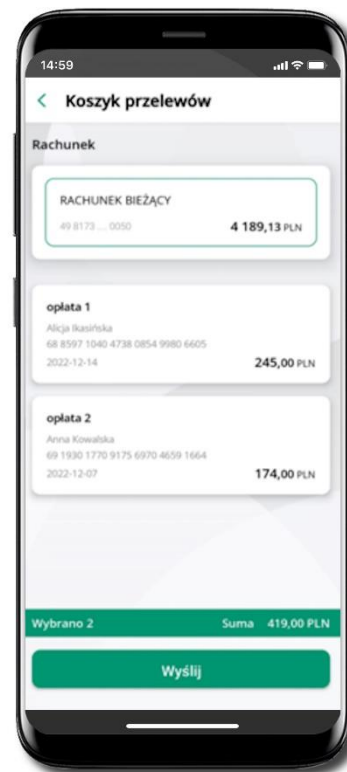 14:59
Koszyk przelewów
Rachunek
RACHUNEK BIEŻĄCY
49 8173 ... 0050 4 189,13 PLN
opłata 1
Alicja Ikasińska
68 8597 1040 4738 0854 9980 6605
2022-12-14 245,00 PLN
opłata 2
Anna Kowalska
69 1930 1770 9175 6970 4659 1664
2022-12-07 174,00 PLN
Wybrano 2 Suma 419,00 PLN
Wyślij